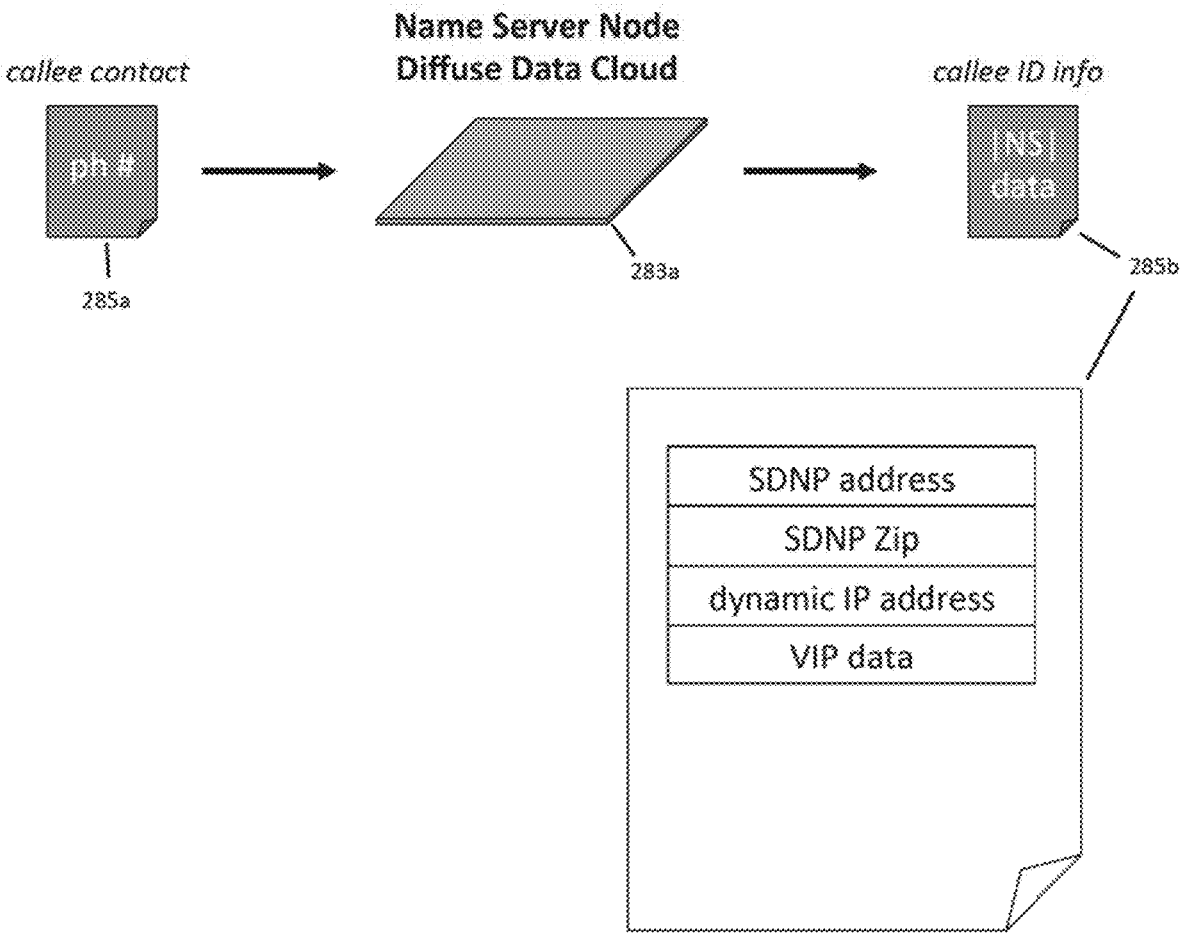 Name Server Node
Diffuse Data Cloud
callee contact
callee ID info
ph #
|NS|
data
285a
283a
285b
SDNP address
SDNP Zip
dynamic IP address
VIP data